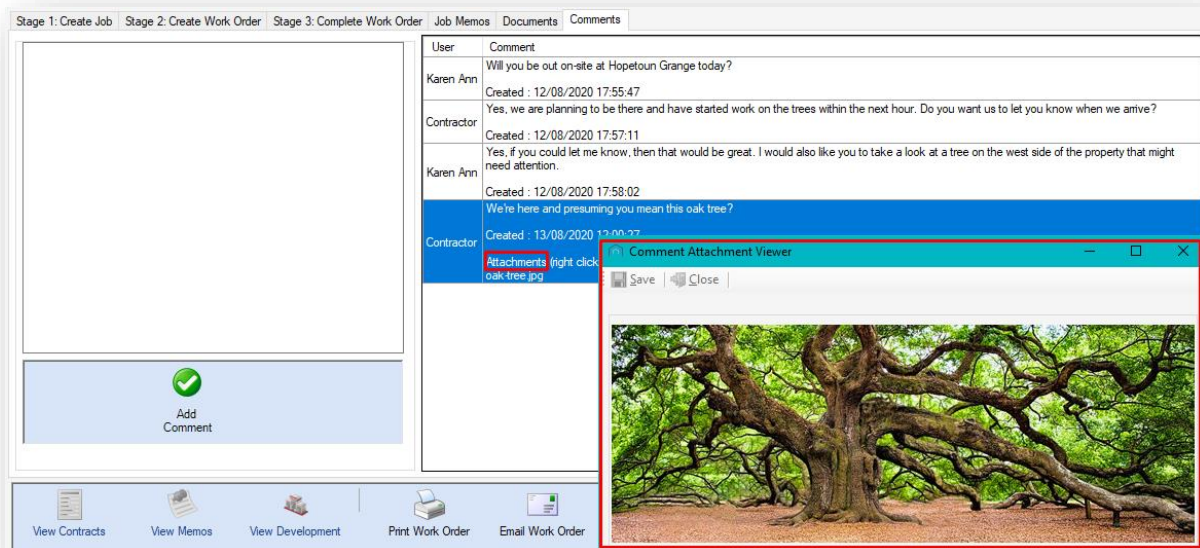 Stage 1: Create Job Stage 2: Create Work Order Stage 3: Complete Work Order Job Memos Documents Comments
User Comment
Karen Ann
Will you be out on-site at Hopetoun Grange today?
Created : 12/08/2020 17:55:47
Contractor
Yes, we are planning to be there and have started work on the trees within the next hour. Do you want us to let you know when we arrive?
Created : 12/08/2020 17:57:11
Karen Ann
Yes, if you could let me know, then that would be great. I would also like you to take a look at a tree on the west side of the property that might
need attention.
Created : 12/08/2020 17:58:02
Contractor
We're here and presuming you mean this oak tree?
Created : 13/08/2020 12:00:27
Attachments (right click
oak-tree.jpg
Comment Attachment Viewer
Save Close
Add
Comment
View Contracts View Memos View Development Print Work Order Email Work Order